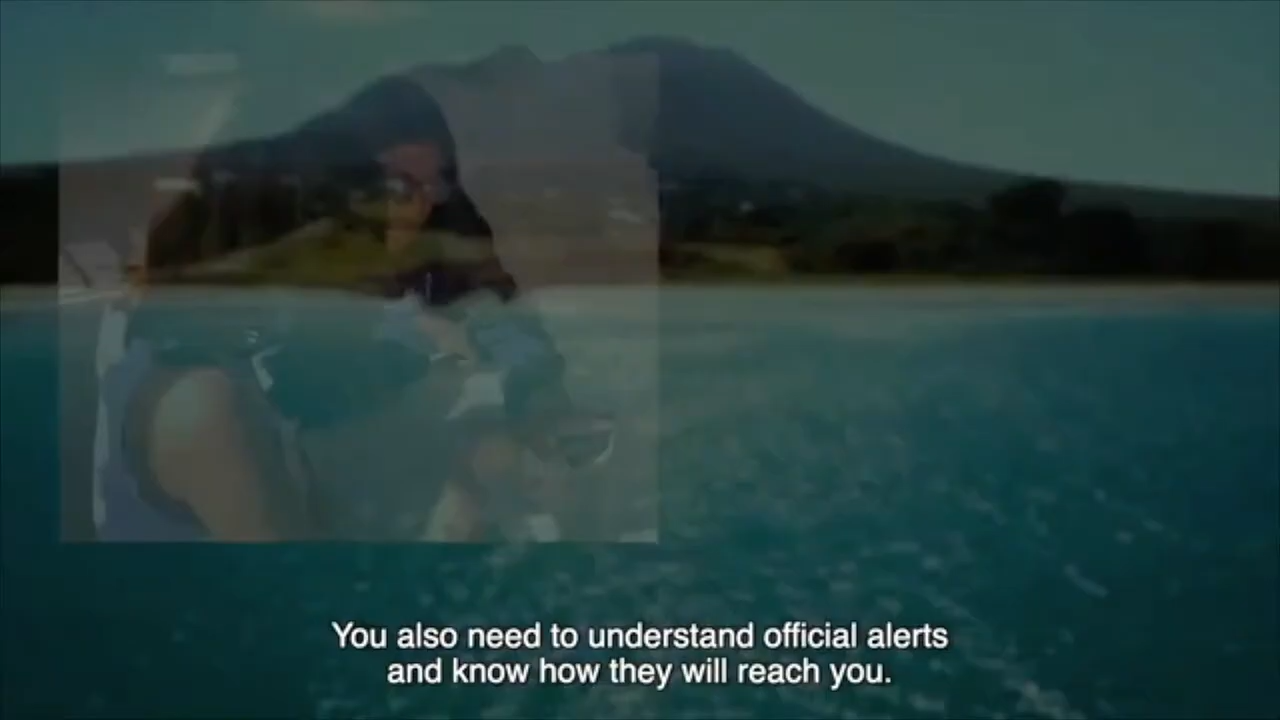 You also need to understand official alerts
and know how they will reach you.